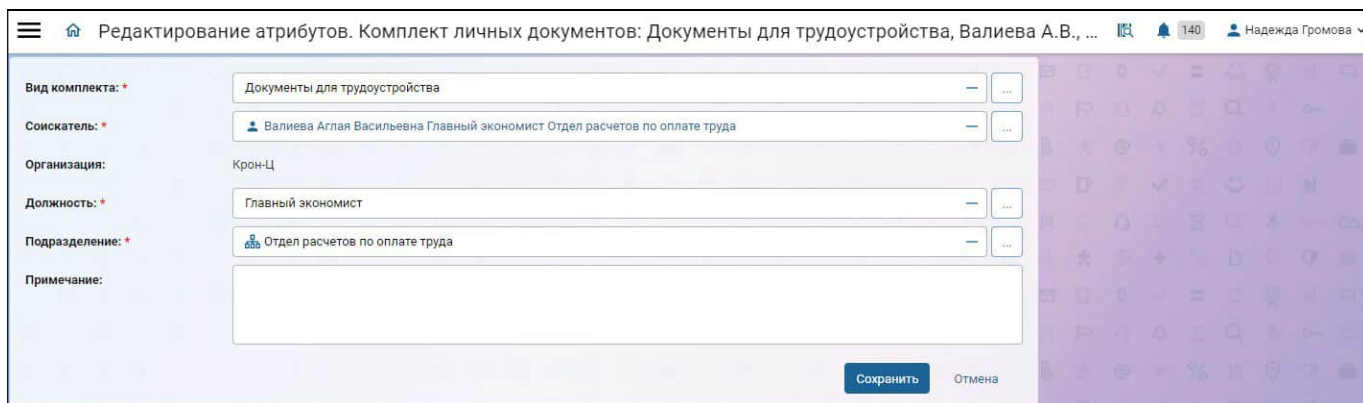 Редактирование атрибутов. Комплект личных документов: Документы для трудоустройства, Валиева А.В., ... 140 Надежда Громова
Вид комплекта: * Документы для трудоустройства ...
Соискатель: * Валиева Аглая Васильевна Главный экономист Отдел расчетов по оплате труда ...
Организация: Крон-Ц
Должность: * Главный экономист ...
Подразделение: * Отдел расчетов по оплате труда ...
Примечание:
Сохранить Отмена